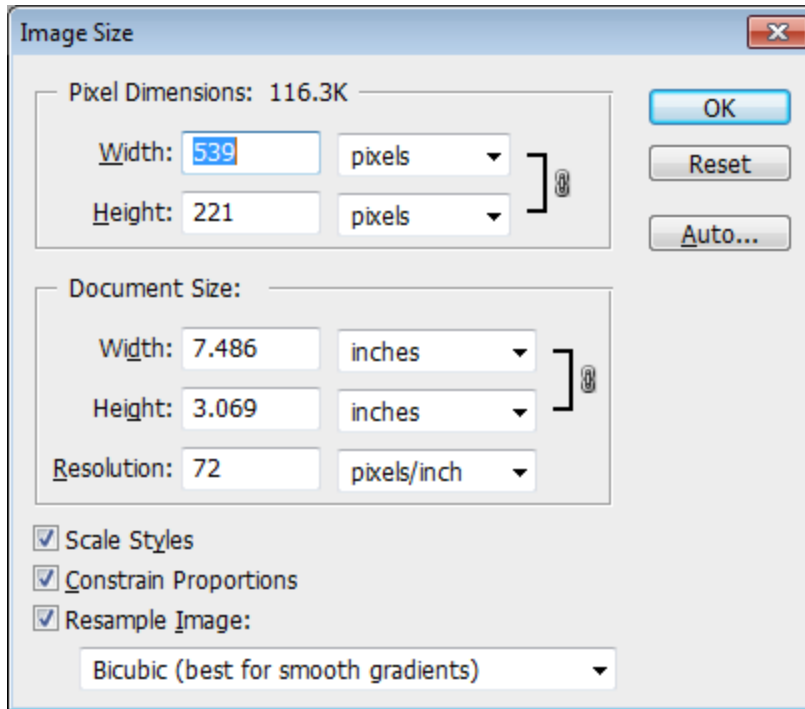 Image Size
Pixel Dimensions: 116.3K
OK
Width: 539 pixels
Reset
Height: 221 pixels
Auto...
Document Size:
Width: 7.486 inches
Height: 3.069 inches
Resolution: 72 pixels/inch
Scale Styles
Constrain Proportions
Resample Image:
Bicubic (best for smooth gradients)